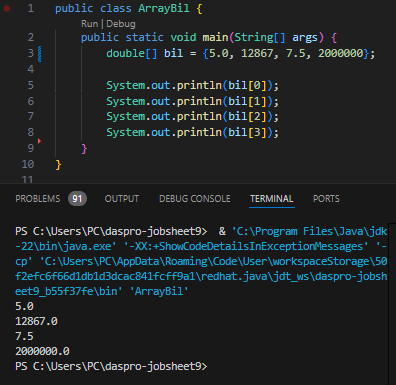 1 public class ArrayBil {
Run | Debug
2 public static void main(String[] args) {
3 double[] bil = {5.0, 12867, 7.5, 2000000};
4
5 System.out.println(bil[0]);
6 System.out.println(bil[1]);
7 System.out.println(bil[2]);
8 System.out.println(bil[3]);
9 }
10 }
11
PROBLEMS 91 OUTPUT DEBUG CONSOLE TERMINAL PORTS
PS C:\Users\PC\daspro-jobsheet9> & 'C:\Program Files\Java\jdk
-22\bin\java.exe' '-XX:+ShowCodeDetailsInExceptionMessages' '-
cp' 'C:\Users\PC\AppData\Roaming\Code\User\workspaceStorage\50
f2efc6f66d1db1d3dcac841fcff9a1\redhat.java\jdt_ws\daspro-jobsh
eet9_b55f37fe\bin' 'ArrayBil'
5.0
12867.0
7.5
2000000.0
PS C:\Users\PC\daspro-jobsheet9>